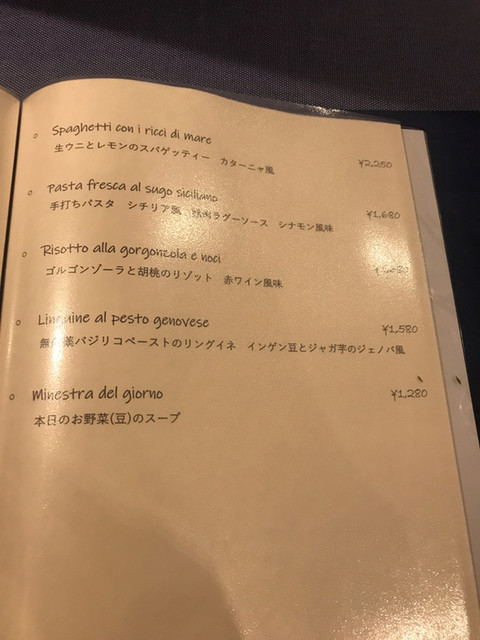 Spaghetti con i ricci di mare
生ウニとレモンのスパゲッティー カターニャ風
¥2,250
Pasta fresca al sugo siciliano
手打ちパスタ シチリア風 ラグーソース シナモン風味
¥1,680
Risotto alla gorgonzola e noci
ゴルゴンゾーラと胡桃のリゾット 赤ワイン風味
Linguine al pesto genovese
¥1,580
無農薬バジリコペーストのリングイネ インゲン豆とジャガ芋のジェノバ風
Minestra del giorno
¥1,280
本日のお野菜(豆)のスープ